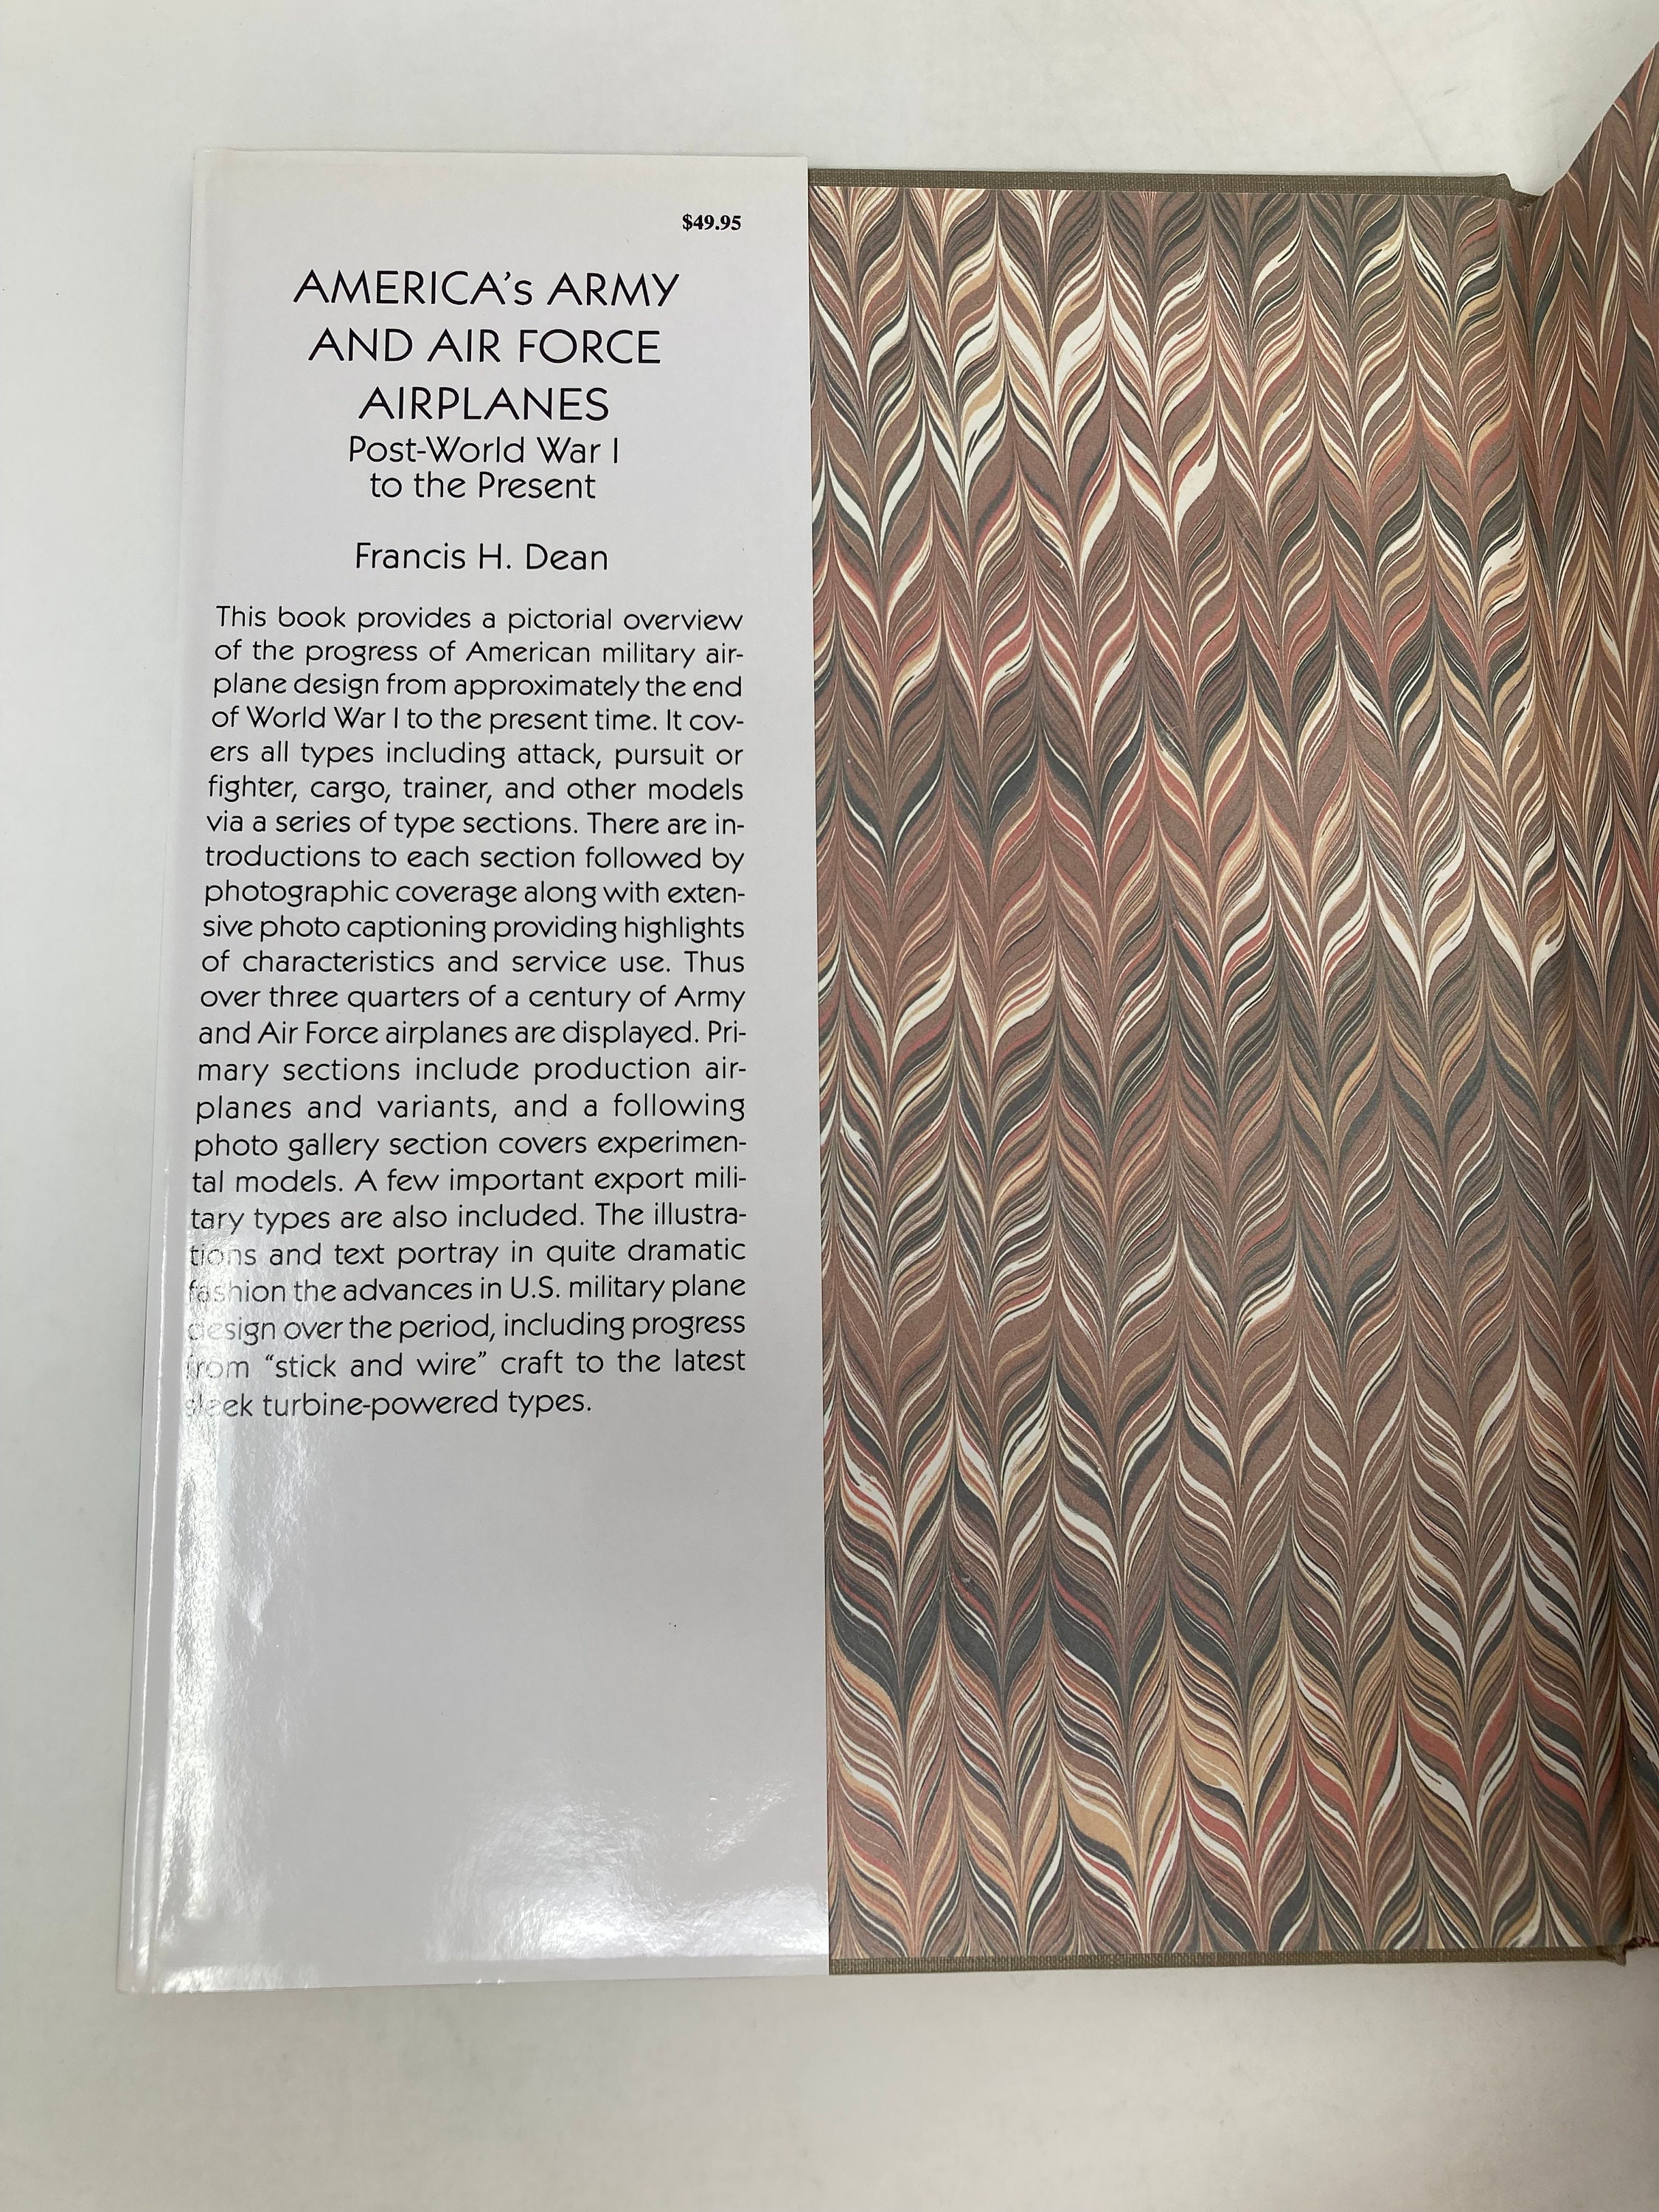 $49.95
AMERICA's ARMY
AND AIR FORCE
AIRPLANES
Post-World War I
to the Present
Francis H. Dean
This book provides a pictorial overview
of the progress of American military air-
plane design from approximately the end
of World War I to the present time. It cov-
ers all types including attack, pursuit or
fighter, cargo, trainer, and other models
via a series of type sections. There are in-
troductions to each section followed by
photographic coverage along with exten-
sive photo captioning providing highlights
of characteristics and service use. Thus
over three quarters of a century of Army
and Air Force airplanes are displayed. Pri-
mary sections include production air-
planes and variants, and a following
photo gallery section covers experimen-
tal models. A few important export mili-
tary types are also included. The illustra-
tions and text portray in quite dramatic
fashion the advances in U.S. military plane
design over the period, including progress
from “stick and wire” craft to the latest
sleek turbine-powered types.